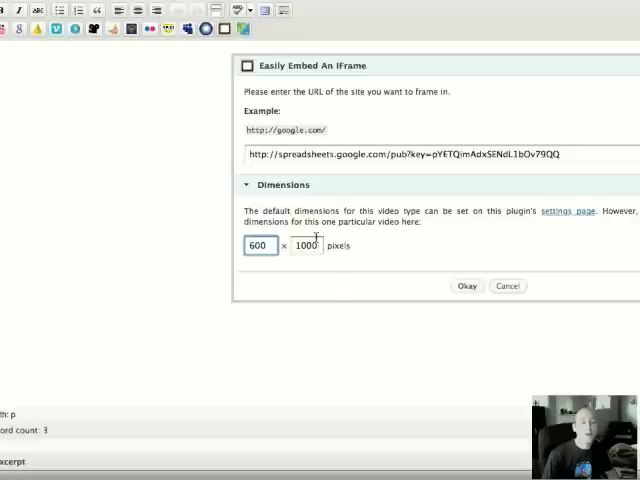 ABC
Easily Embed An IFrame
Please enter the URL of the site you want to frame in.
Example:
http://google.com/
http://spreadsheets.google.com/pub?key=pYETQimAdxSENdL1bOv79QQ
Dimensions
The default dimensions for this video type can be set on this plugin's settings page. However,
dimensions for this one particular video here:
600 × 1000 pixels
Okay Cancel
th: p
ord count: 3
xcerpt